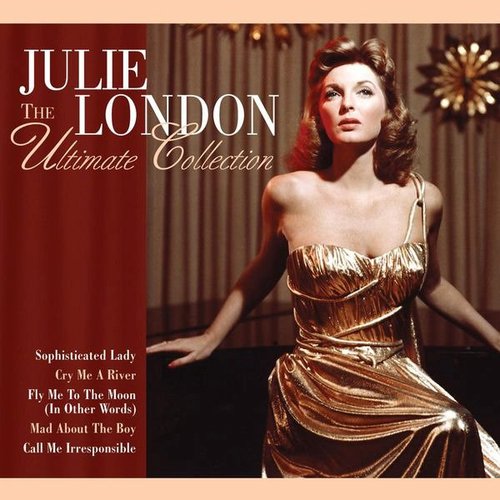 JULIE
THE LONDON
Ultimate Collection
Sophisticated Lady
Cry Me A River
Fly Me To The Moon
(In Other Words)
Mad About The Boy
Call Me Irresponsible